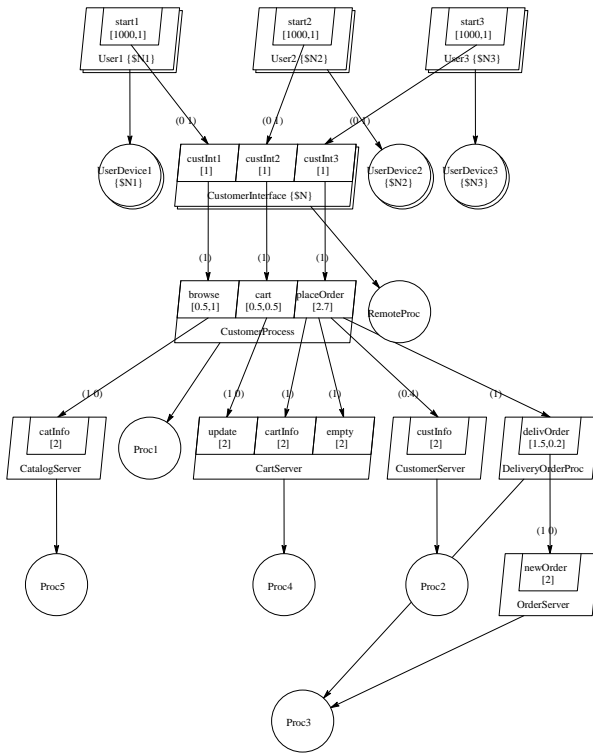 start1
[1000,1]
User1 {$N1}
start2
[1000,1]
User2 {$N2}
start3
[1000,1]
User3 {$N3}
(0 1)
(0 1)
UserDevice1
{$N1}
custInt1
[1]
custInt2
[1]
custInt3
[1]
CustomerInterface {$N}
UserDevice2
{$N2}
UserDevice3
{$N3}
(1)
(1)
(1)
browse
[0.5,1]
cart
[0.5,0.5]
placeOrder
[2.7]
CustomerProcess
RemoteProc
(1 0)
(1 0)
(1)
(1)
(0.4)
(1)
catInfo
[2]
CatalogServer
Proc1
update
[2]
cartInfo
[2]
empty
[2]
CartServer
custInfo
[2]
CustomerServer
delivOrder
[1.5,0.2]
DeliveryOrderProc
(1 0)
Proc5
Proc4
Proc2
newOrder
[2]
OrderServer
Proc3